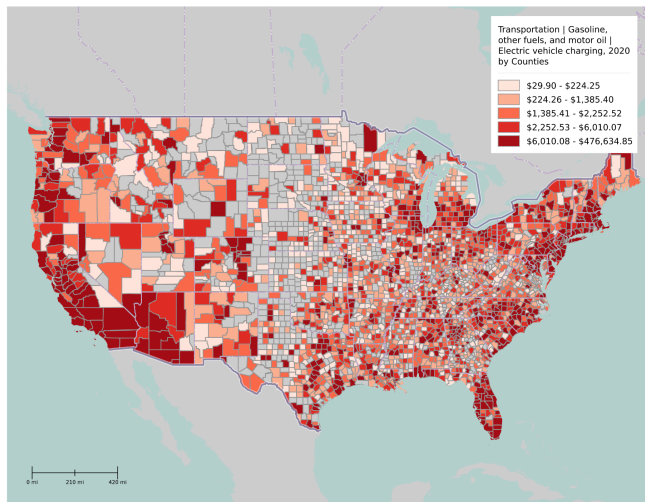 Transportation | Gasoline,
other fuels, and motor oil |
Electric vehicle charging, 2020
by Counties
$29.90 - $224.25
$224.26 - $1,385.40
$1,385.41 - $2,252.52
$2,252.53 - $6,010.07
$6,010.08 - $476,634.85
0 mi 210 mi 420 mi